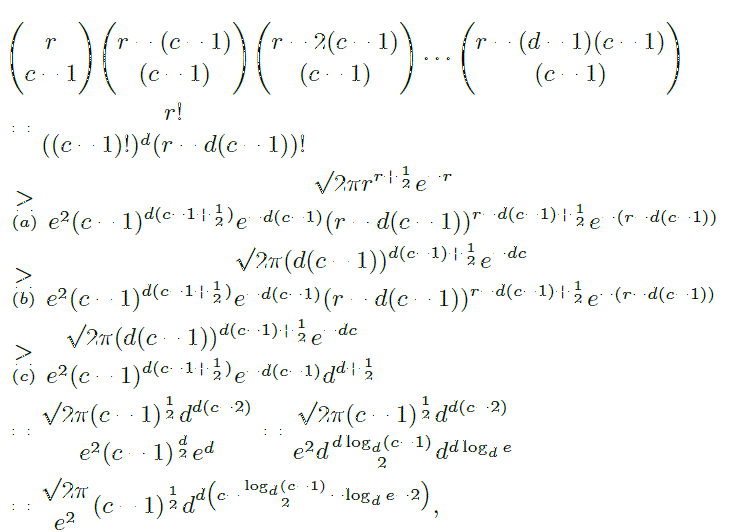 \binom{r}{c-1}\binom{r-(c-1)}{(c-1)}\binom{r-2(c-1)}{(c-1)}\cdots\binom{r-(d-1)(c-1)}{(c-1)}
= \frac{r!}{((c-1)!)^d(r-d(c-1))!}
\underset{(a)}{\geq} \frac{\sqrt{2\pi}r^{r+\frac{1}{2}}e^{-r}}{e^2(c-1)^{d(c-1+\frac{1}{2})}e^{-d(c-1)}(r-d(c-1))^{r-d(c-1)+\frac{1}{2}}e^{-(r-d(c-1))}}
\underset{(b)}{\geq} \frac{\sqrt{2\pi}(d(c-1))^{d(c-1)+\frac{1}{2}}e^{-dc}}{e^2(c-1)^{d(c-1+\frac{1}{2})}e^{-d(c-1)}(r-d(c-1))^{r-d(c-1)+\frac{1}{2}}e^{-(r-d(c-1))}}
\underset{(c)}{\geq} \frac{\sqrt{2\pi}(d(c-1))^{d(c-1)+\frac{1}{2}}e^{-dc}}{e^2(c-1)^{d(c-1+\frac{1}{2})}e^{-d(c-1)}d^{d+\frac{1}{2}}}
= \frac{\sqrt{2\pi}(c-1)^{\frac{1}{2}}d^{d(c-2)}}{e^2(c-1)^{\frac{d}{2}}e^d} = \frac{\sqrt{2\pi}(c-1)^{\frac{1}{2}}d^{d(c-2)}}{e^2d^{\frac{d\log_d(c-1)}{2}}d^{d\log_d e}}
= \frac{\sqrt{2\pi}}{e^2}(c-1)^{\frac{1}{2}}d^{d\left(c-\frac{\log_d(c-1)}{2}-\log_d e-2\right)},